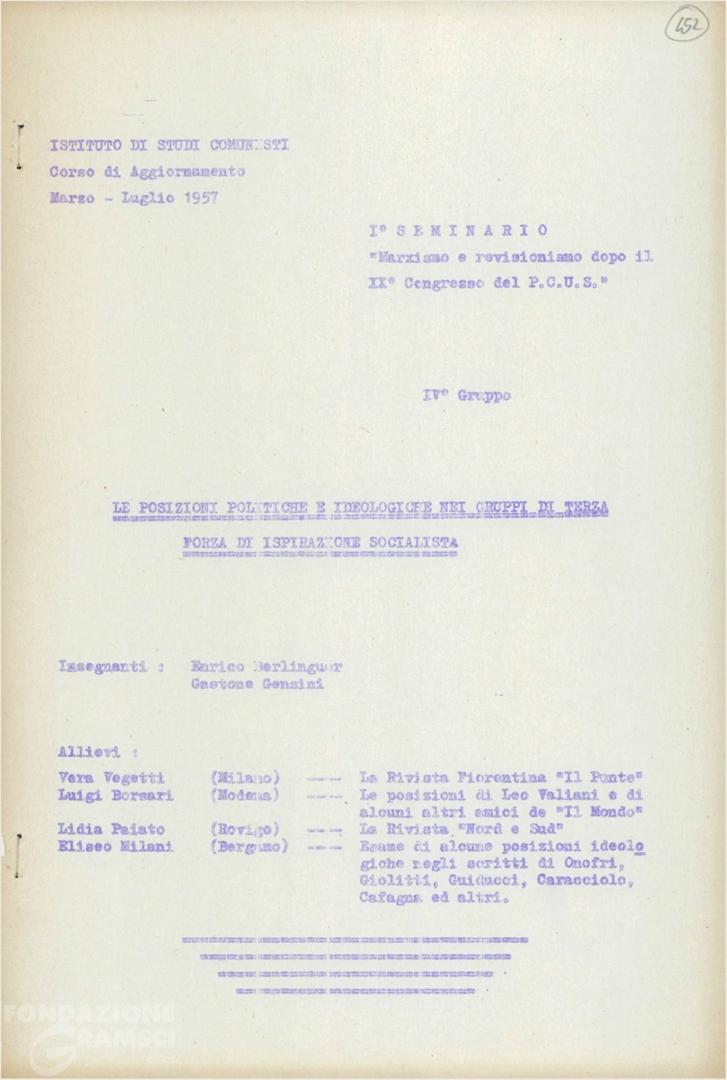 452
ISTITUTO DI STUDI COMUNISTI
Corso di Aggiornamento
Marzo - Luglio 1957
I° S E M I N A R I O
"Marxismo e revisionismo dopo il
XX° Congresso del P.C.U.S."
IV° Gruppo
LE POSIZIONI POLITICHE E IDEOLOGICHE NEI GRUPPI DI TERZA
FORZA DI ISPIRAZIONE SOCIALISTA
Insegnanti : Enrico Berlinguer
Gastone Gensini
Allievi :
Vera Vegetti (Milano) ---- La Rivista Fiorentina "Il Ponte"
Luigi Borsari (Modena) ---- Le posizioni di Leo Valiani e di
alcuni altri amici de "Il Mondo"
Lidia Paiato (Rovigo) ---- La Rivista "Nord e Sud"
Eliseo Milani (Bergamo) ---- Esame di alcune posizioni ideolo
giche negli scritti di Onofri,
Giolitti, Guiducci, Caracciolo,
Cafagna ed altri.
FONDAZIONE
GRAMSCI